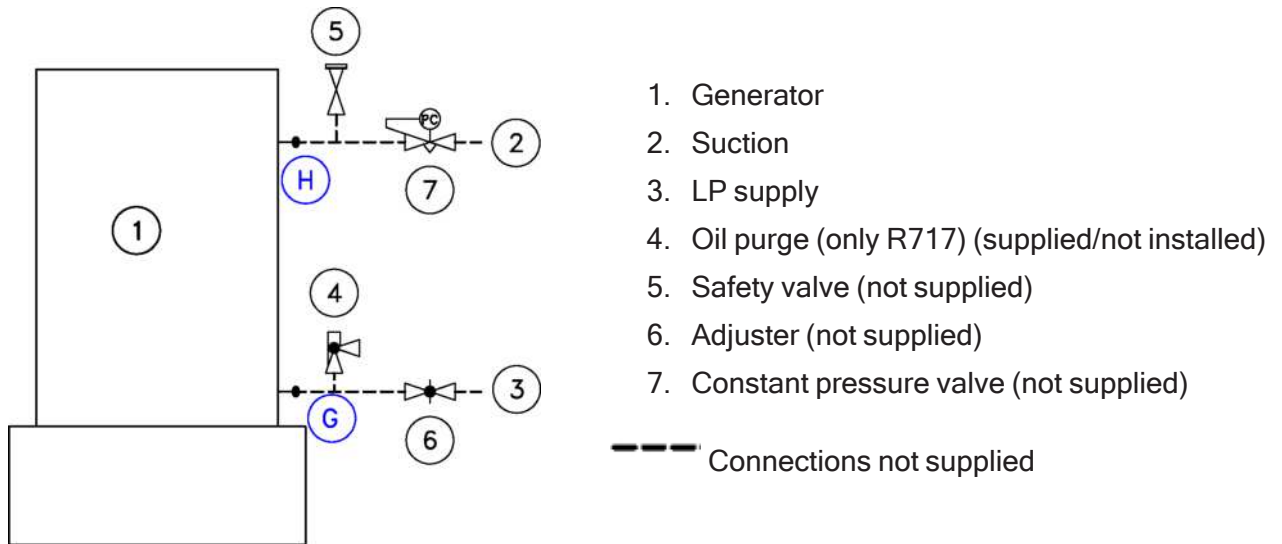 5
PC
2
H
7
1
4
3
G
6
1. Generator
2. Suction
3. LP supply
4. Oil purge (only R717) (supplied/not installed)
5. Safety valve (not supplied)
6. Adjuster (not supplied)
7. Constant pressure valve (not supplied)
Connections not supplied